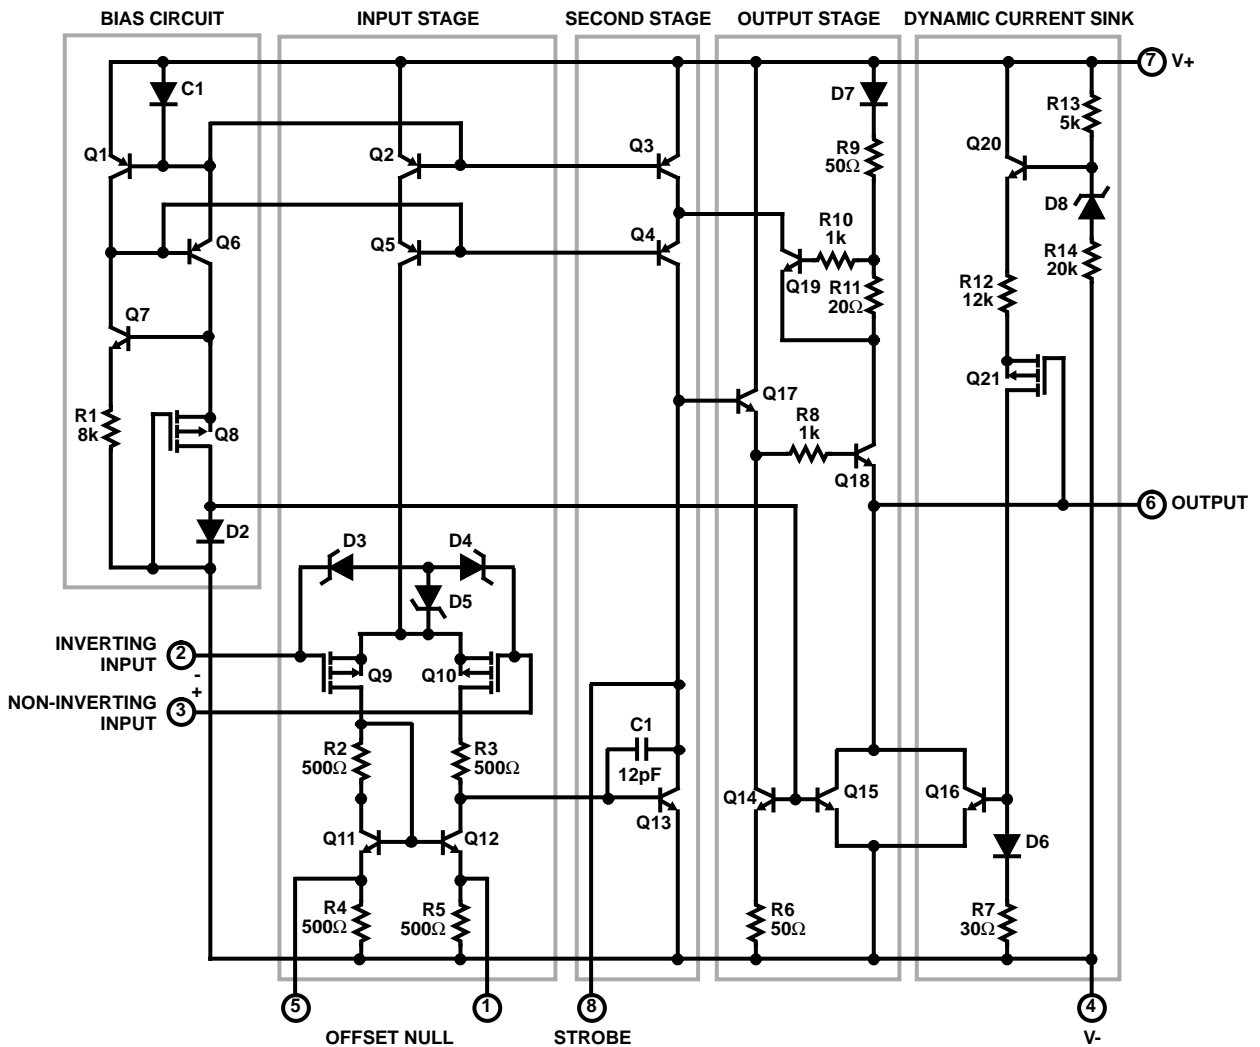 BIAS CIRCUIT
INPUT STAGE
SECOND STAGE
OUTPUT STAGE
DYNAMIC CURRENT SINK
7 V+
C1
D7
R13
5k
Q1
Q2
Q3
R9
50Ω
Q20
D8
Q6
Q5
Q4
R10
1k
R14
20k
Q19
R11
20Ω
R12
12k
Q7
Q17
Q21
R1
8k
Q8
R8
1k
Q18
6 OUTPUT
D2
D3
D4
D5
INVERTING
INPUT
2
-
+
NON-INVERTING
INPUT
3
Q9
Q10
R2
500Ω
R3
500Ω
C1
12pF
Q14
Q15
Q16
Q13
Q11
Q12
D6
R4
500Ω
R5
500Ω
R6
50Ω
R7
30Ω
5
1
8
4
OFFSET NULL
STROBE
V-